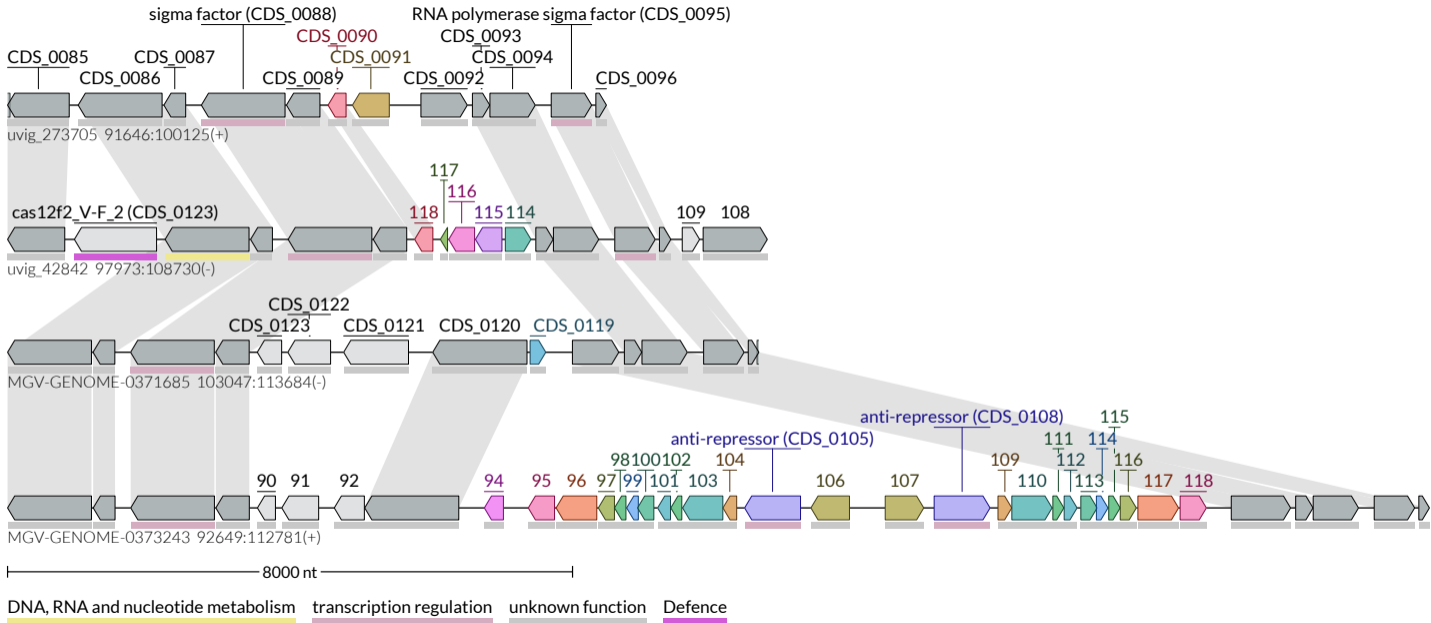 sigma factor (CDS_0088) RNA polymerase sigma factor (CDS_0095)
CDS_0090 CDS_0093
CDS_0085 CDS_0087 CDS_0091 CDS_0094
CDS_0086 CDS_0089 CDS_0092 CDS_0096
uvig_273705 91646:100125(+)
117
116
cas12f2_V-F_2 (CDS_0123) 118 115 114 109 108
uvig_42842 97973:108730(-)
CDS_0122
CDS_0123 CDS_0121 CDS_0120 CDS_0119
MGV-GENOME-0371685 103047:113684(-)
anti-repressor (CDS_0108) 115
anti-repressor (CDS_0105) 111 114
98 100 102 104 109 112 116
90 91 92 94 95 96 97 99 101 103 106 107 110 113 117 118
MGV-GENOME-0373243 92649:112781(+)
8000 nt
DNA, RNA and nucleotide metabolism transcription regulation unknown function Defence